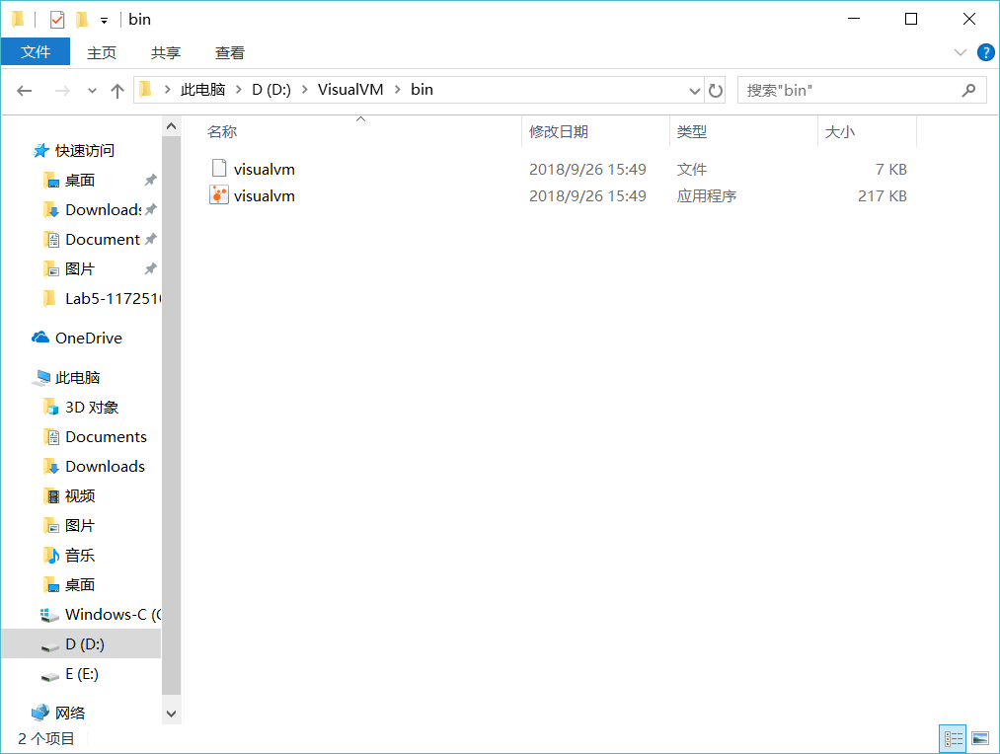 bin
文件 主页 共享 查看
此电脑 D (D:) VisualVM bin 搜索"bin"
名称 修改日期 类型 大小
visualvm 2018/9/26 15:49 文件 7 KB
visualvm 2018/9/26 15:49 应用程序 217 KB
快速访问
桌面
Downloads
Document
图片
Lab5-117251
OneDrive
此电脑
3D 对象
Documents
Downloads
视频
图片
音乐
桌面
Windows-C (
D (D:)
E (E:)
网络
2 个项目